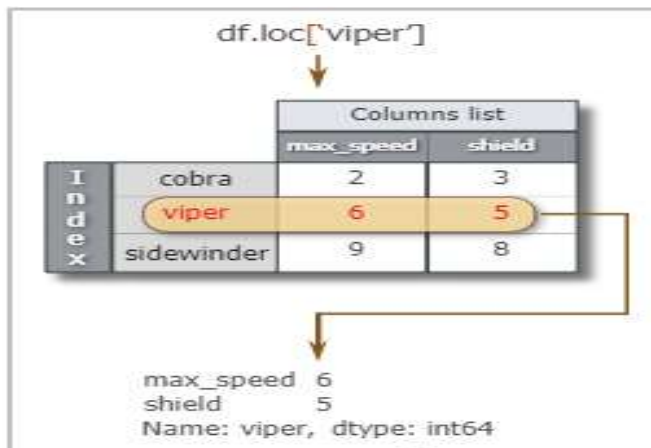 df.loc['viper']
Columns list
max_speed shield
Index
cobra 2 3
viper 6 5
sidewinder 9 8
max_speed 6
shield 5
Name: viper, dtype: int64